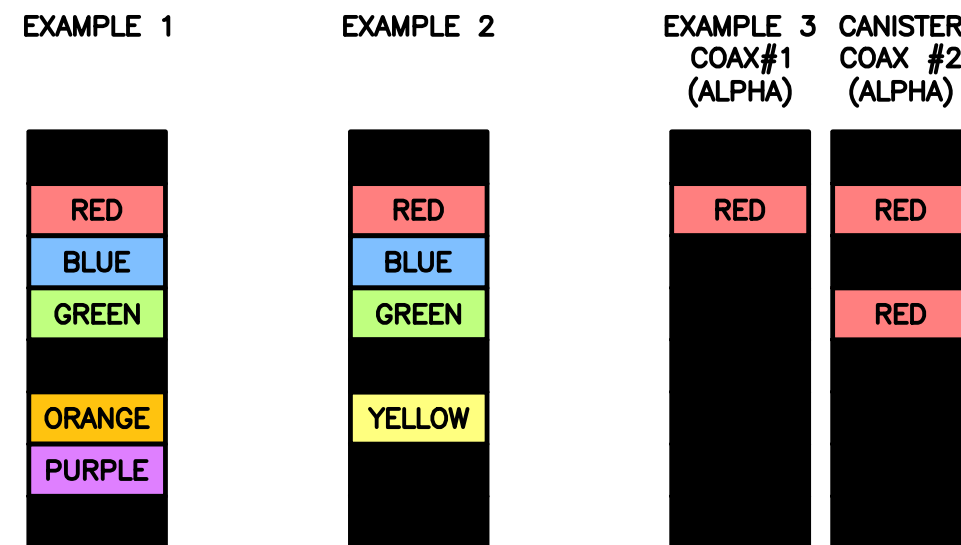 EXAMPLE 1
RED
BLUE
GREEN
ORANGE
PURPLE
EXAMPLE 2
RED
BLUE
GREEN
YELLOW
EXAMPLE 3
COAX#1
(ALPHA)
RED
CANISTER
COAX #2
(ALPHA)
RED
RED